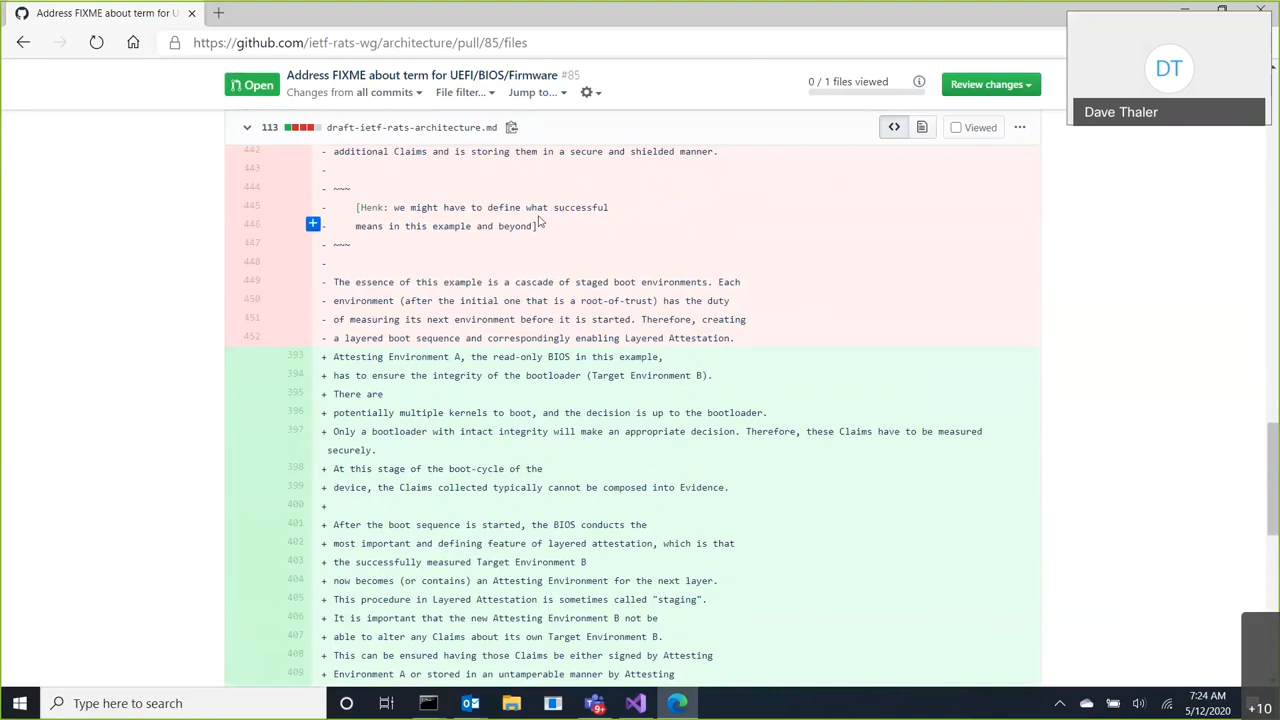 Address FIXME about term for U
https://github.com/ietf-rats-wg/architecture/pull/85/files
DT
Dave Thaler
Open
Address FIXME about term for UEFI/BIOS/Firmware #85
Changes from all commits
File filter...
Jump to...
0 / 1 files viewed
Review changes
113
draft-ietf-rats-architecture.md
Viewed
442 - additional Claims and is storing them in a secure and shielded manner.
443 -
444 - ~~~
445 - [Henk: we might have to define what successful
446 - means in this example and beyond]
447 - ~~~
448 -
449 - The essence of this example is a cascade of staged boot environments. Each
450 - environment (after the initial one that is a root-of-trust) has the duty
451 - of measuring its next environment before it is started. Therefore, creating
452 - a layered boot sequence and correspondingly enabling Layered Attestation.
393 + Attesting Environment A, the read-only BIOS in this example,
394 + has to ensure the integrity of the bootloader (Target Environment B).
395 + There are
396 + potentially multiple kernels to boot, and the decision is up to the bootloader.
397 + Only a bootloader with intact integrity will make an appropriate decision. Therefore, these Claims have to be measured
securely.
398 + At this stage of the boot-cycle of the
399 + device, the Claims collected typically cannot be composed into Evidence.
400 +
401 + After the boot sequence is started, the BIOS conducts the
402 + most important and defining feature of layered attestation, which is that
403 + the successfully measured Target Environment B
404 + now becomes (or contains) an Attesting Environment for the next layer.
405 + This procedure in Layered Attestation is sometimes called "staging".
406 + It is important that the new Attesting Environment B not be
407 + able to alter any Claims about its own Target Environment B.
408 + This can be ensured having those Claims be either signed by Attesting
409 + Environment A or stored in an untamperable manner by Attesting
Type here to search
9+
7:24 AM
5/12/2020
+10